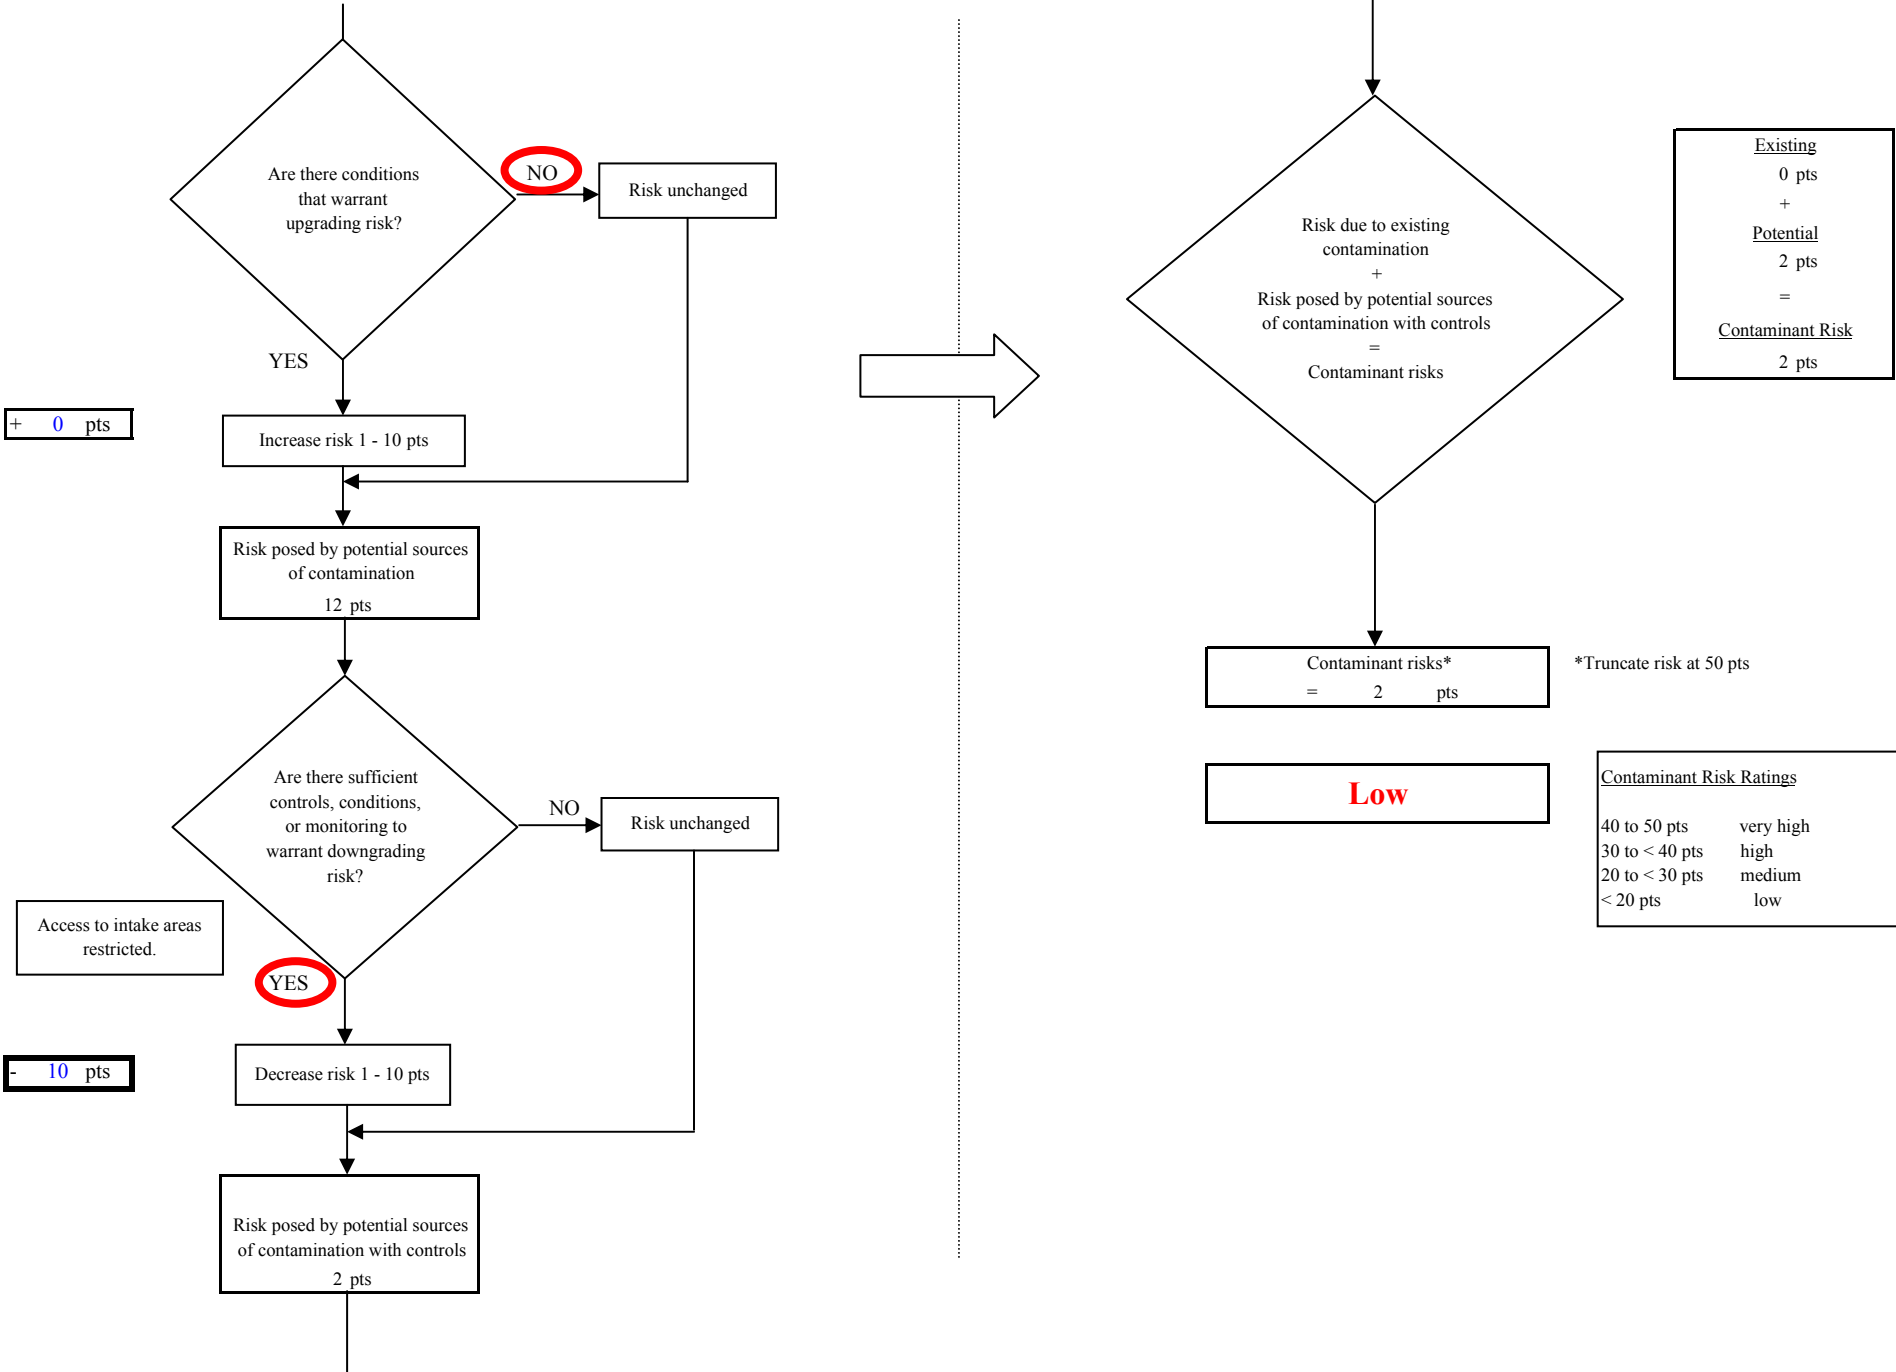 Are there conditions
that warrant
upgrading risk?
NO
Risk unchanged
YES
+ 0 pts
Increase risk 1 - 10 pts
Risk posed by potential sources
of contamination
12 pts
Are there sufficient
controls, conditions,
or monitoring to
warrant downgrading
risk?
NO
Risk unchanged
Access to intake areas
restricted.
YES
- 10 pts
Decrease risk 1 - 10 pts
Risk posed by potential sources
of contamination with controls
2 pts
Risk due to existing
contamination
+
Risk posed by potential sources
of contamination with controls
=
Contaminant risks
Existing
0 pts
+
Potential
2 pts
=
Contaminant Risk
2 pts
Contaminant risks*
= 2 pts
*Truncate risk at 50 pts
Low
Contaminant Risk Ratings
40 to 50 pts very high
30 to < 40 pts high
20 to < 30 pts medium
< 20 pts low